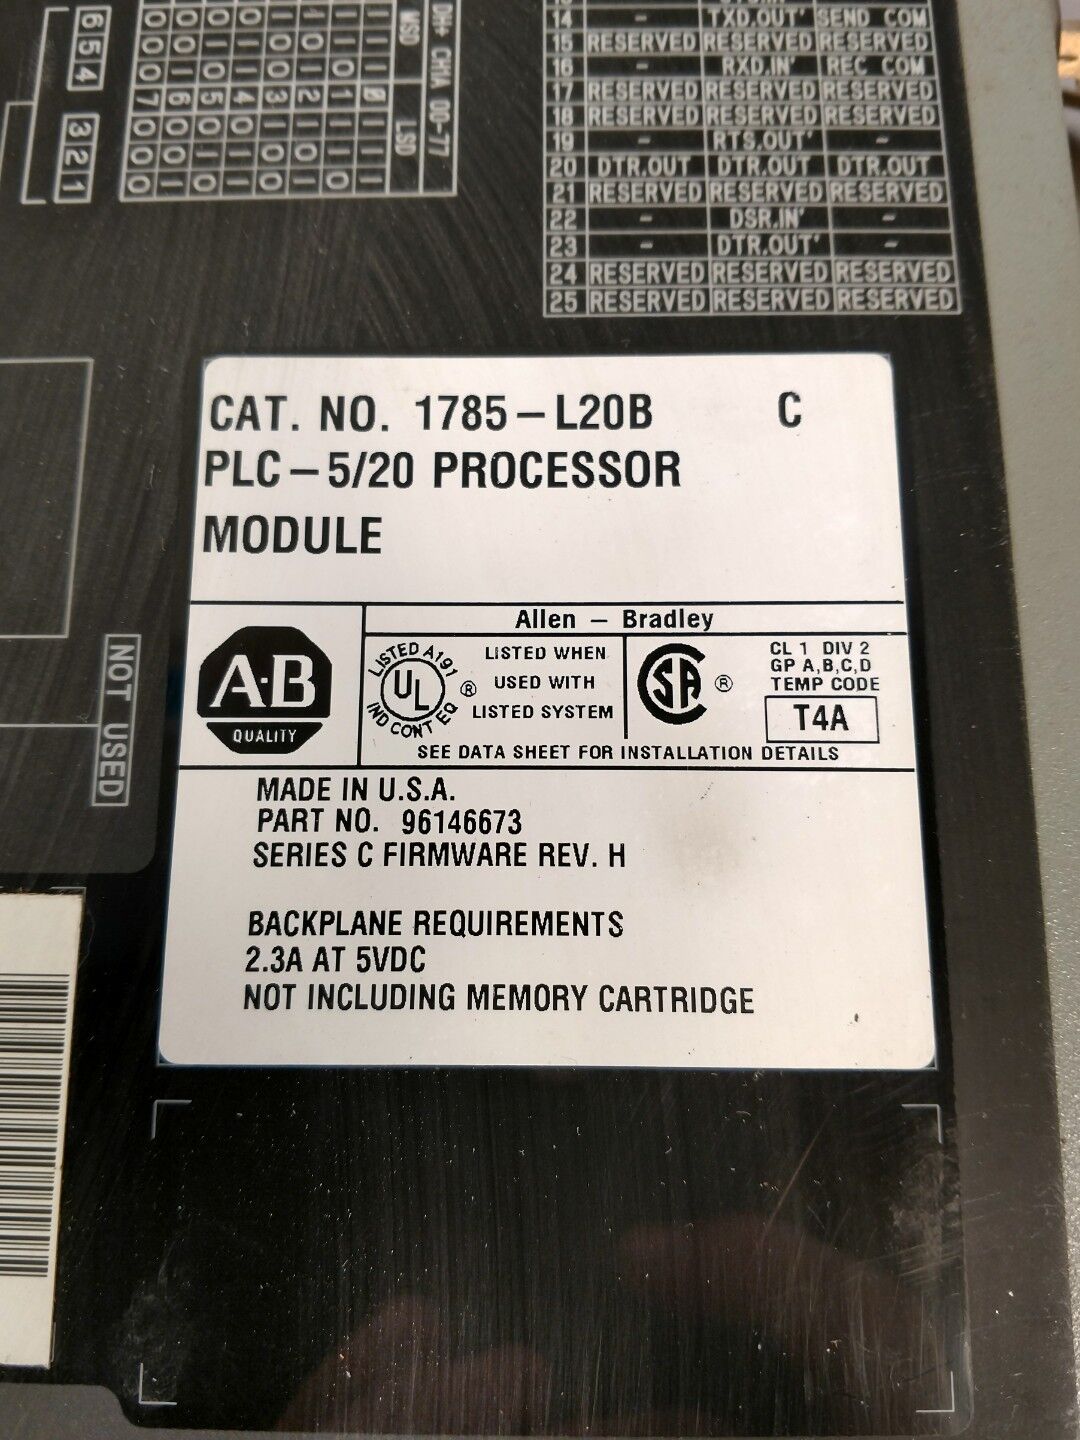 14 - TXD.OUT' SEND COM
15 RESERVED RESERVED RESERVED
16 - RXD.IN' REC COM
17 RESERVED RESERVED RESERVED
18 RESERVED RESERVED RESERVED
19 - RTS.OUT' -
20 DTR.OUT DTR.OUT DTR.OUT
21 RESERVED RESERVED RESERVED
22 - DSR.IN' -
23 - DTR.OUT' -
24 RESERVED RESERVED RESERVED
25 RESERVED RESERVED RESERVED
DH+ CHIA 00-77
MSD LSD
6 5 4 3 2 1
NOT USED
CAT. NO. 1785-L20B C
PLC-5/20 PROCESSOR
MODULE
A·B
QUALITY
Allen - Bradley
LISTED A191
UL
IND CONT EQ
®
LISTED WHEN
USED WITH
LISTED SYSTEM
SA ®
CL 1 DIV 2
GP A,B,C,D
TEMP CODE
T4A
SEE DATA SHEET FOR INSTALLATION DETAILS
MADE IN U.S.A.
PART NO. 96146673
SERIES C FIRMWARE REV. H
BACKPLANE REQUIREMENTS
2.3A AT 5VDC
NOT INCLUDING MEMORY CARTRIDGE